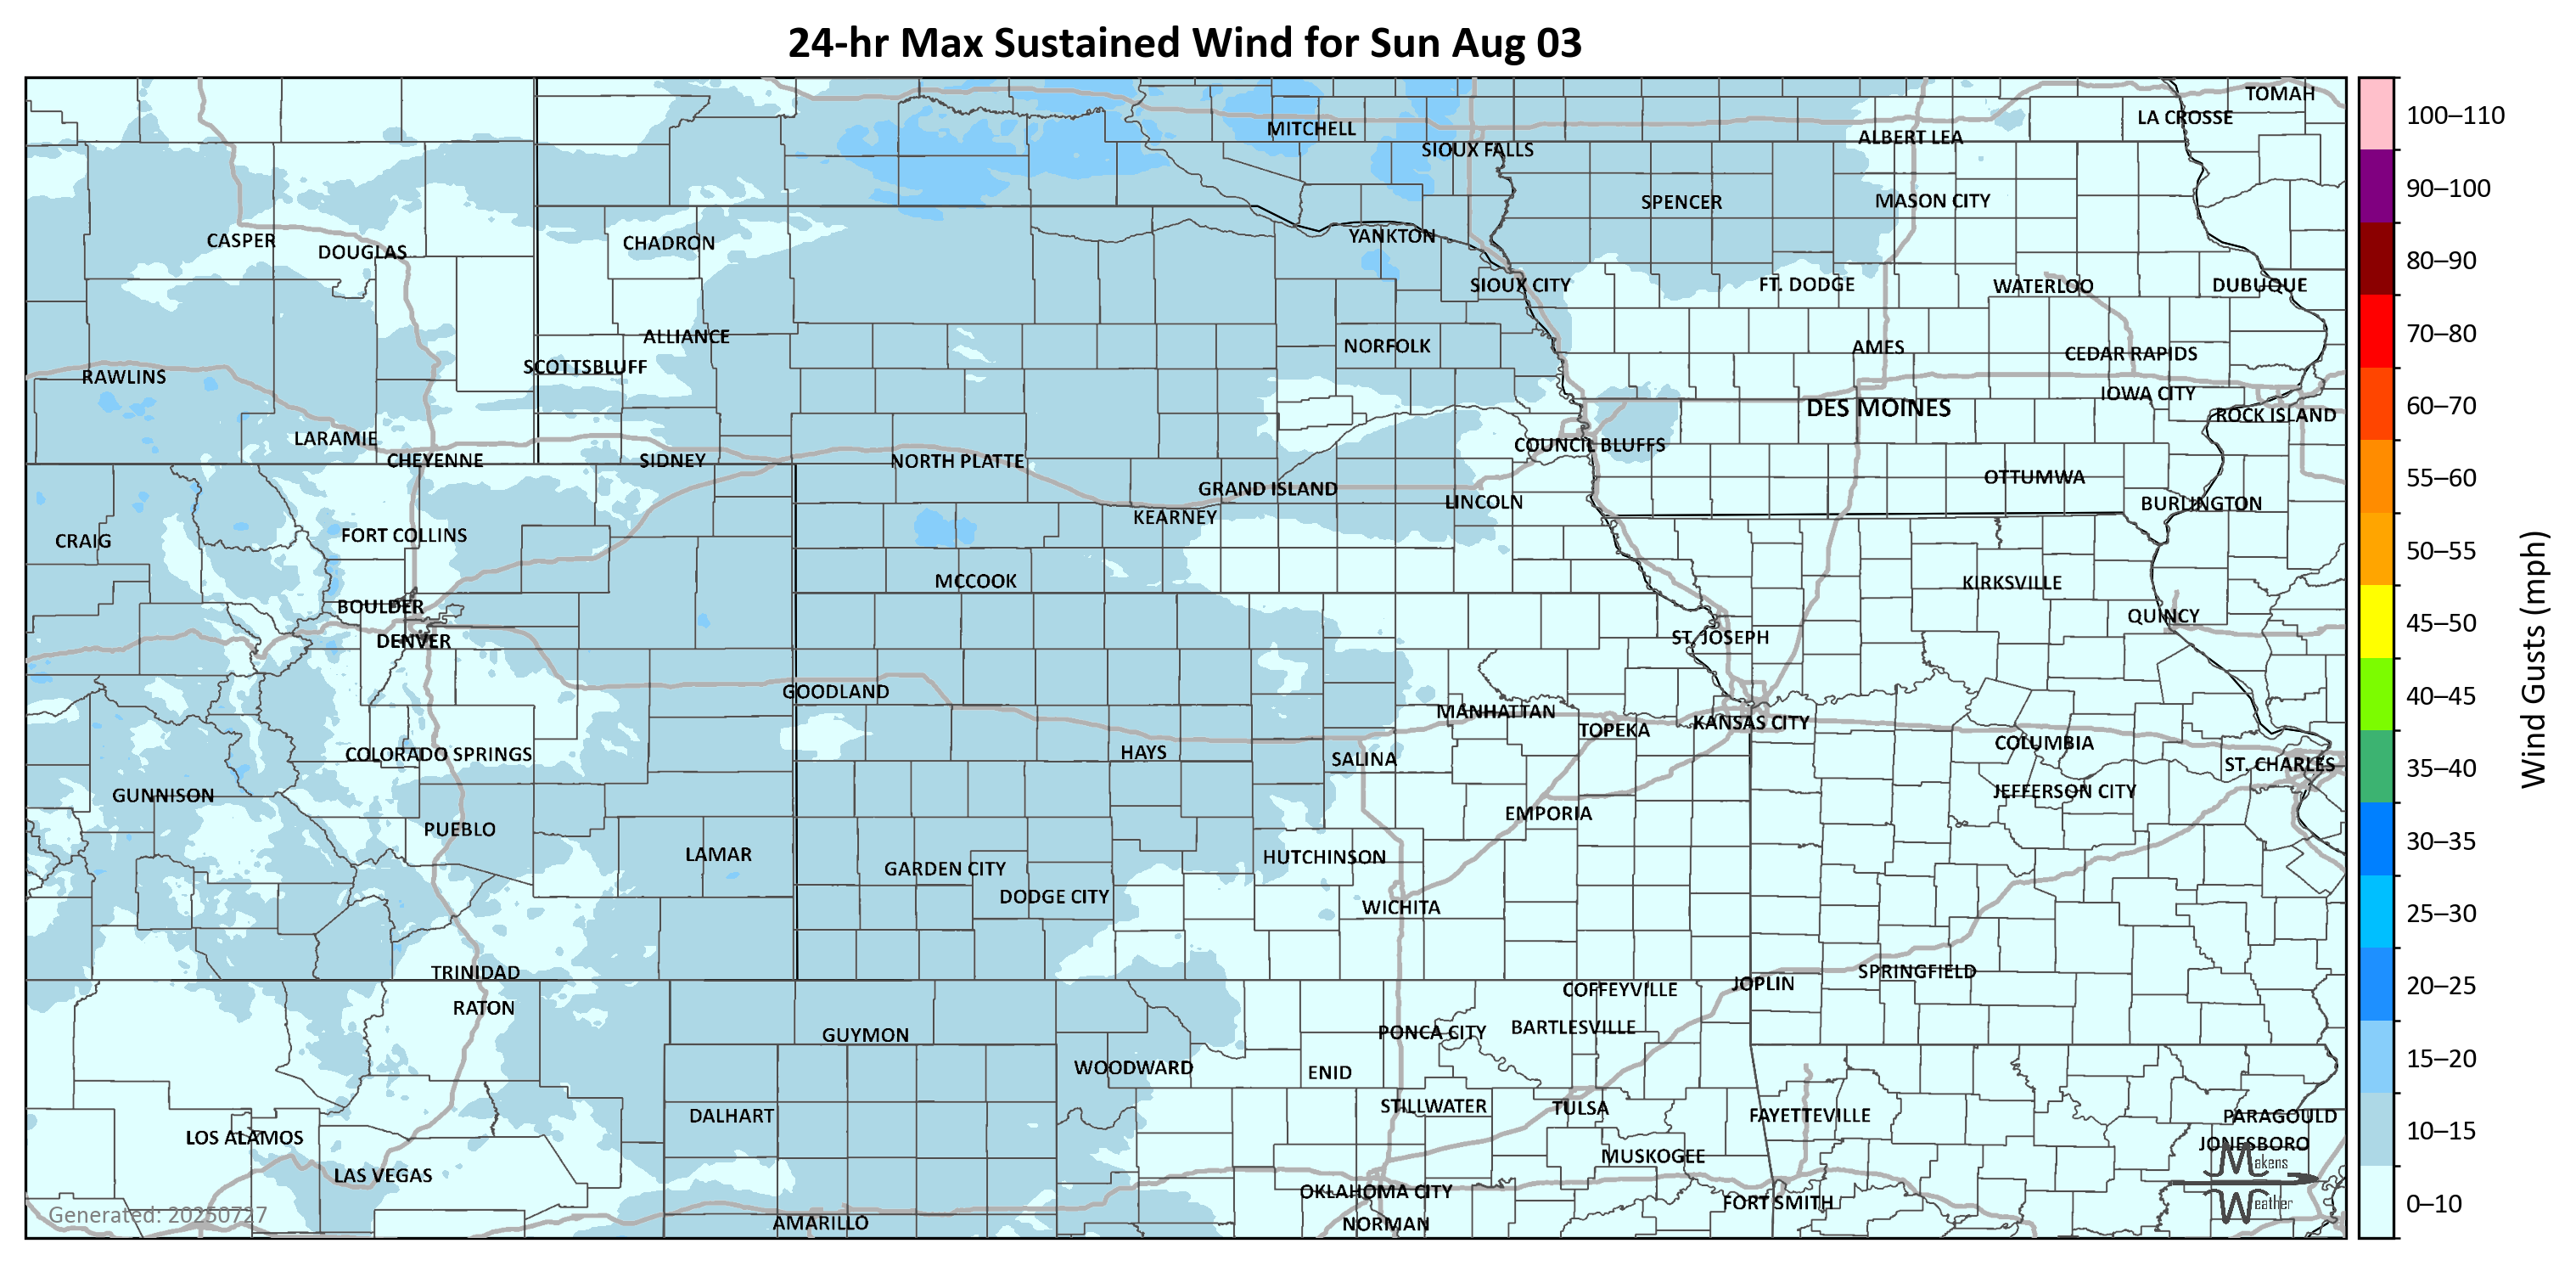 24-hr Max Sustained Wind for Sun Aug 03
TOMAH
LA CROSSE
MITCHELL
ALBERT LEA
SIOUX FALLS
SPENCER
MASON CITY
YANKTON
CASPER
CHADRON
DOUGLAS
SIOUX CITY
FT. DODGE
WATERLOO
DUBUQUE
ALLIANCE
NORFOLK
AMES
CEDAR RAPIDS
SCOTTSBLUFF
RAWLINS
IOWA CITY
DES MOINES
ROCK ISLAND
LARAMIE
COUNCIL BLUFFS
CHEYENNE
SIDNEY
NORTH PLATTE
OTTUMWA
GRAND ISLAND
LINCOLN
BURLINGTON
KEARNEY
FORT COLLINS
CRAIG
MCCOOK
KIRKSVILLE
BOULDER
QUINCY
DENVER
ST. JOSEPH
GOODLAND
MANHATTAN
KANSAS CITY
TOPEKA
COLUMBIA
COLORADO SPRINGS
HAYS
SALINA
ST. CHARLES
GUNNISON
JEFFERSON CITY
EMPORIA
PUEBLO
LAMAR
HUTCHINSON
GARDEN CITY
DODGE CITY
WICHITA
TRINIDAD
SPRINGFIELD
JOPLIN
COFFEYVILLE
RATON
GUYMON
PONCA CITY
BARTLESVILLE
WOODWARD
ENID
STILLWATER
TULSA
DALHART
FAYETTEVILLE
PARAGOULD
LOS ALAMOS
JONESBORO
MUSKOGEE
LAS VEGAS
OKLAHOMA CITY
FORT SMITH
AMARILLO
NORMAN
Makens
Weather
Generated: 20250727
100–110
90–100
80–90
70–80
60–70
55–60
50–55
45–50
40–45
35–40
30–35
25–30
20–25
15–20
10–15
0–10
Wind Gusts (mph)